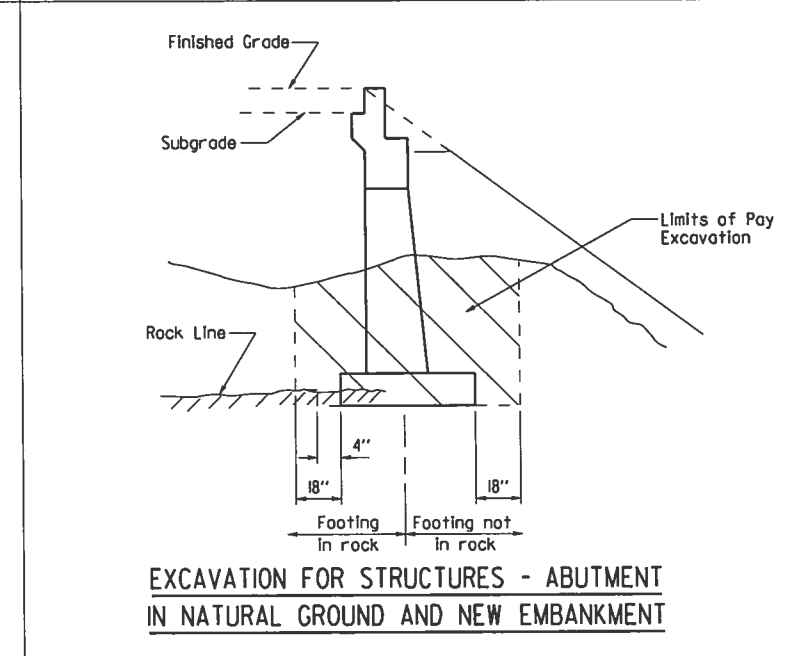 Finished Grade
Subgrade
Limits of Pay
Excavation
Rock Line
4"
18"
18"
Footing
in rock
Footing not
in rock
EXCAVATION FOR STRUCTURES - ABUTMENT
IN NATURAL GROUND AND NEW EMBANKMENT